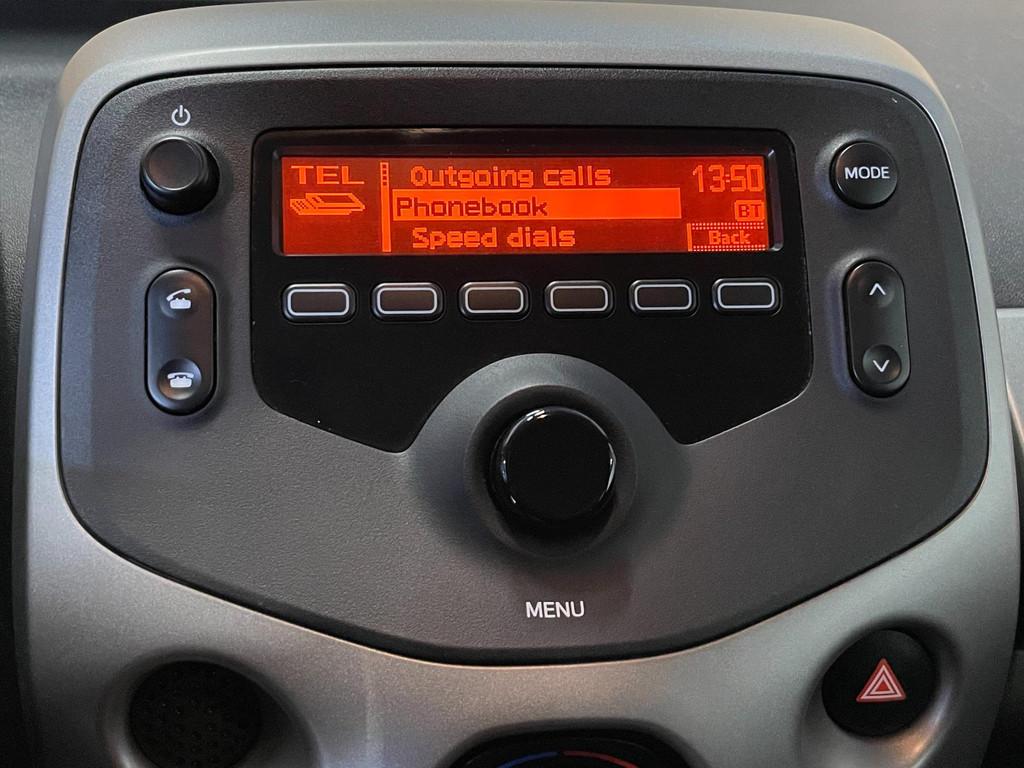 TEL
Outgoing calls
13:50
Phonebook
BT
Speed dials
Back
MODE
MENU